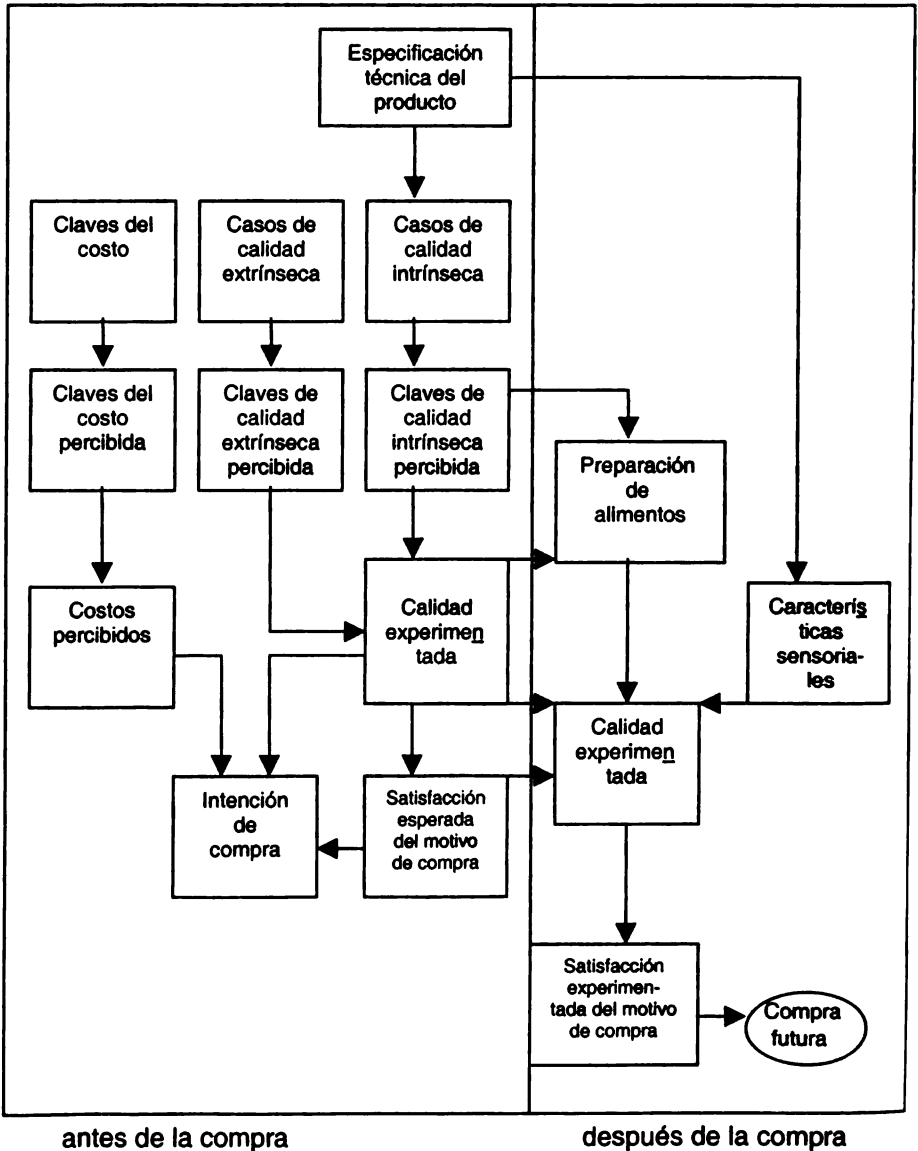 Especificación
técnica del
producto
Claves del
costo
Casos de
calidad
extrínseca
Casos de
calidad
intrínseca
Claves del
costo
percibida
Claves de
calidad
extrínseca
percibida
Claves de
calidad
intrínseca
percibida
Preparación
de
alimentos
Costos
percibidos
Calidad
experimen
tada
Caracterís
ticas
sensoria-
les
Calidad
experimen
tada
Intención
de
compra
Satisfacción
esperada
del motivo
de compra
Satisfacción
experimen-
tada del motivo
de compra
Compra
futura
antes de la compra
después de la compra